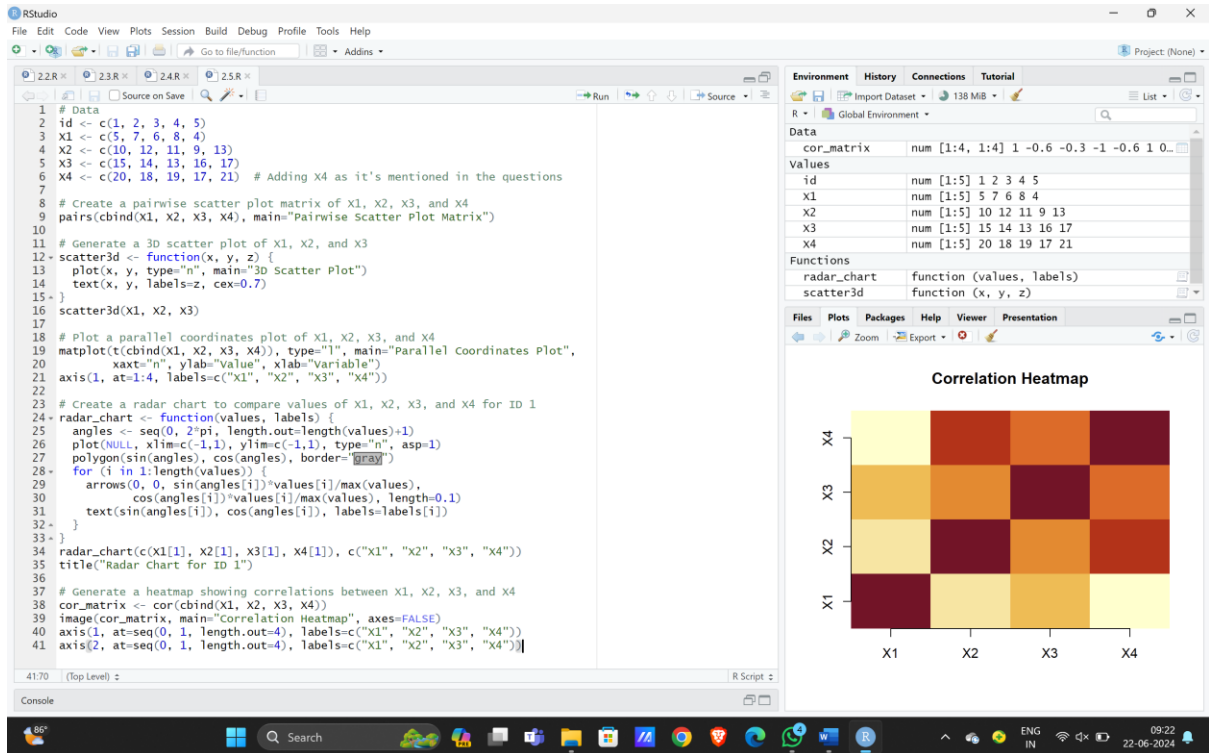 RStudio
File Edit Code View Plots Session Build Debug Profile Tools Help
Go to file/function Addins Project: (None)
2.2.R 2.3.R 2.4.R 2.5.R
Source on Save Run Source
1 # Data
2 id <- c(1, 2, 3, 4, 5)
3 X1 <- c(5, 7, 6, 8, 4)
4 X2 <- c(10, 12, 11, 9, 13)
5 X3 <- c(15, 14, 13, 16, 17)
6 X4 <- c(20, 18, 19, 17, 21)  # Adding X4 as it's mentioned in the questions
7
8 # Create a pairwise scatter plot matrix of X1, X2, X3, and X4
9 pairs(cbind(X1, X2, X3, X4), main="Pairwise Scatter Plot Matrix")
10
11 # Generate a 3D scatter plot of X1, X2, and X3
12 scatter3d <- function(x, y, z) {
13   plot(x, y, type="n", main="3D Scatter Plot")
14   text(x, y, labels=z, cex=0.7)
15 }
16 scatter3d(X1, X2, X3)
17
18 # Plot a parallel coordinates plot of X1, X2, X3, and X4
19 matplot(t(cbind(X1, X2, X3, X4)), type="l", main="Parallel Coordinates Plot",
20         xaxt="n", ylab="Value", xlab="Variable")
21 axis(1, at=1:4, labels=c("X1", "X2", "X3", "X4"))
22
23 # Create a radar chart to compare values of X1, X2, X3, and X4 for ID 1
24 radar_chart <- function(values, labels) {
25   angles <- seq(0, 2*pi, length.out=length(values)+1)
26   plot(NULL, xlim=c(-1,1), ylim=c(-1,1), type="n", asp=1)
27   polygon(sin(angles), cos(angles), border="gray")
28   for (i in 1:length(values)) {
29     arrows(0, 0, sin(angles[i])*values[i]/max(values),
30            cos(angles[i])*values[i]/max(values), length=0.1)
31     text(sin(angles[i]), cos(angles[i]), labels=labels[i])
32   }
33 }
34 radar_chart(c(X1[1], X2[1], X3[1], X4[1]), c("X1", "X2", "X3", "X4"))
35 title("Radar Chart for ID 1")
36
37 # Generate a heatmap showing correlations between X1, X2, X3, and X4
38 cor_matrix <- cor(cbind(X1, X2, X3, X4))
39 image(cor_matrix, main="Correlation Heatmap", axes=FALSE)
40 axis(1, at=seq(0, 1, length.out=4), labels=c("X1", "X2", "X3", "X4"))
41 axis(2, at=seq(0, 1, length.out=4), labels=c("X1", "X2", "X3", "X4"))
41:70 (Top Level) R Script
Console
Environment History Connections Tutorial
Import Dataset 138 MiB List
R Global Environment
Data
cor_matrix num [1:4, 1:4] 1 -0.6 -0.3 -1 -0.6 1 0…
Values
id num [1:5] 1 2 3 4 5
X1 num [1:5] 5 7 6 8 4
X2 num [1:5] 10 12 11 9 13
X3 num [1:5] 15 14 13 16 17
X4 num [1:5] 20 18 19 17 21
Functions
radar_chart function (values, labels)
scatter3d function (x, y, z)
Files Plots Packages Help Viewer Presentation
Zoom Export
Correlation Heatmap
X4
X3
X2
X1
X1 X2 X3 X4
86°
Search
PRE
4
ENG
IN
09:22
22-06-2024